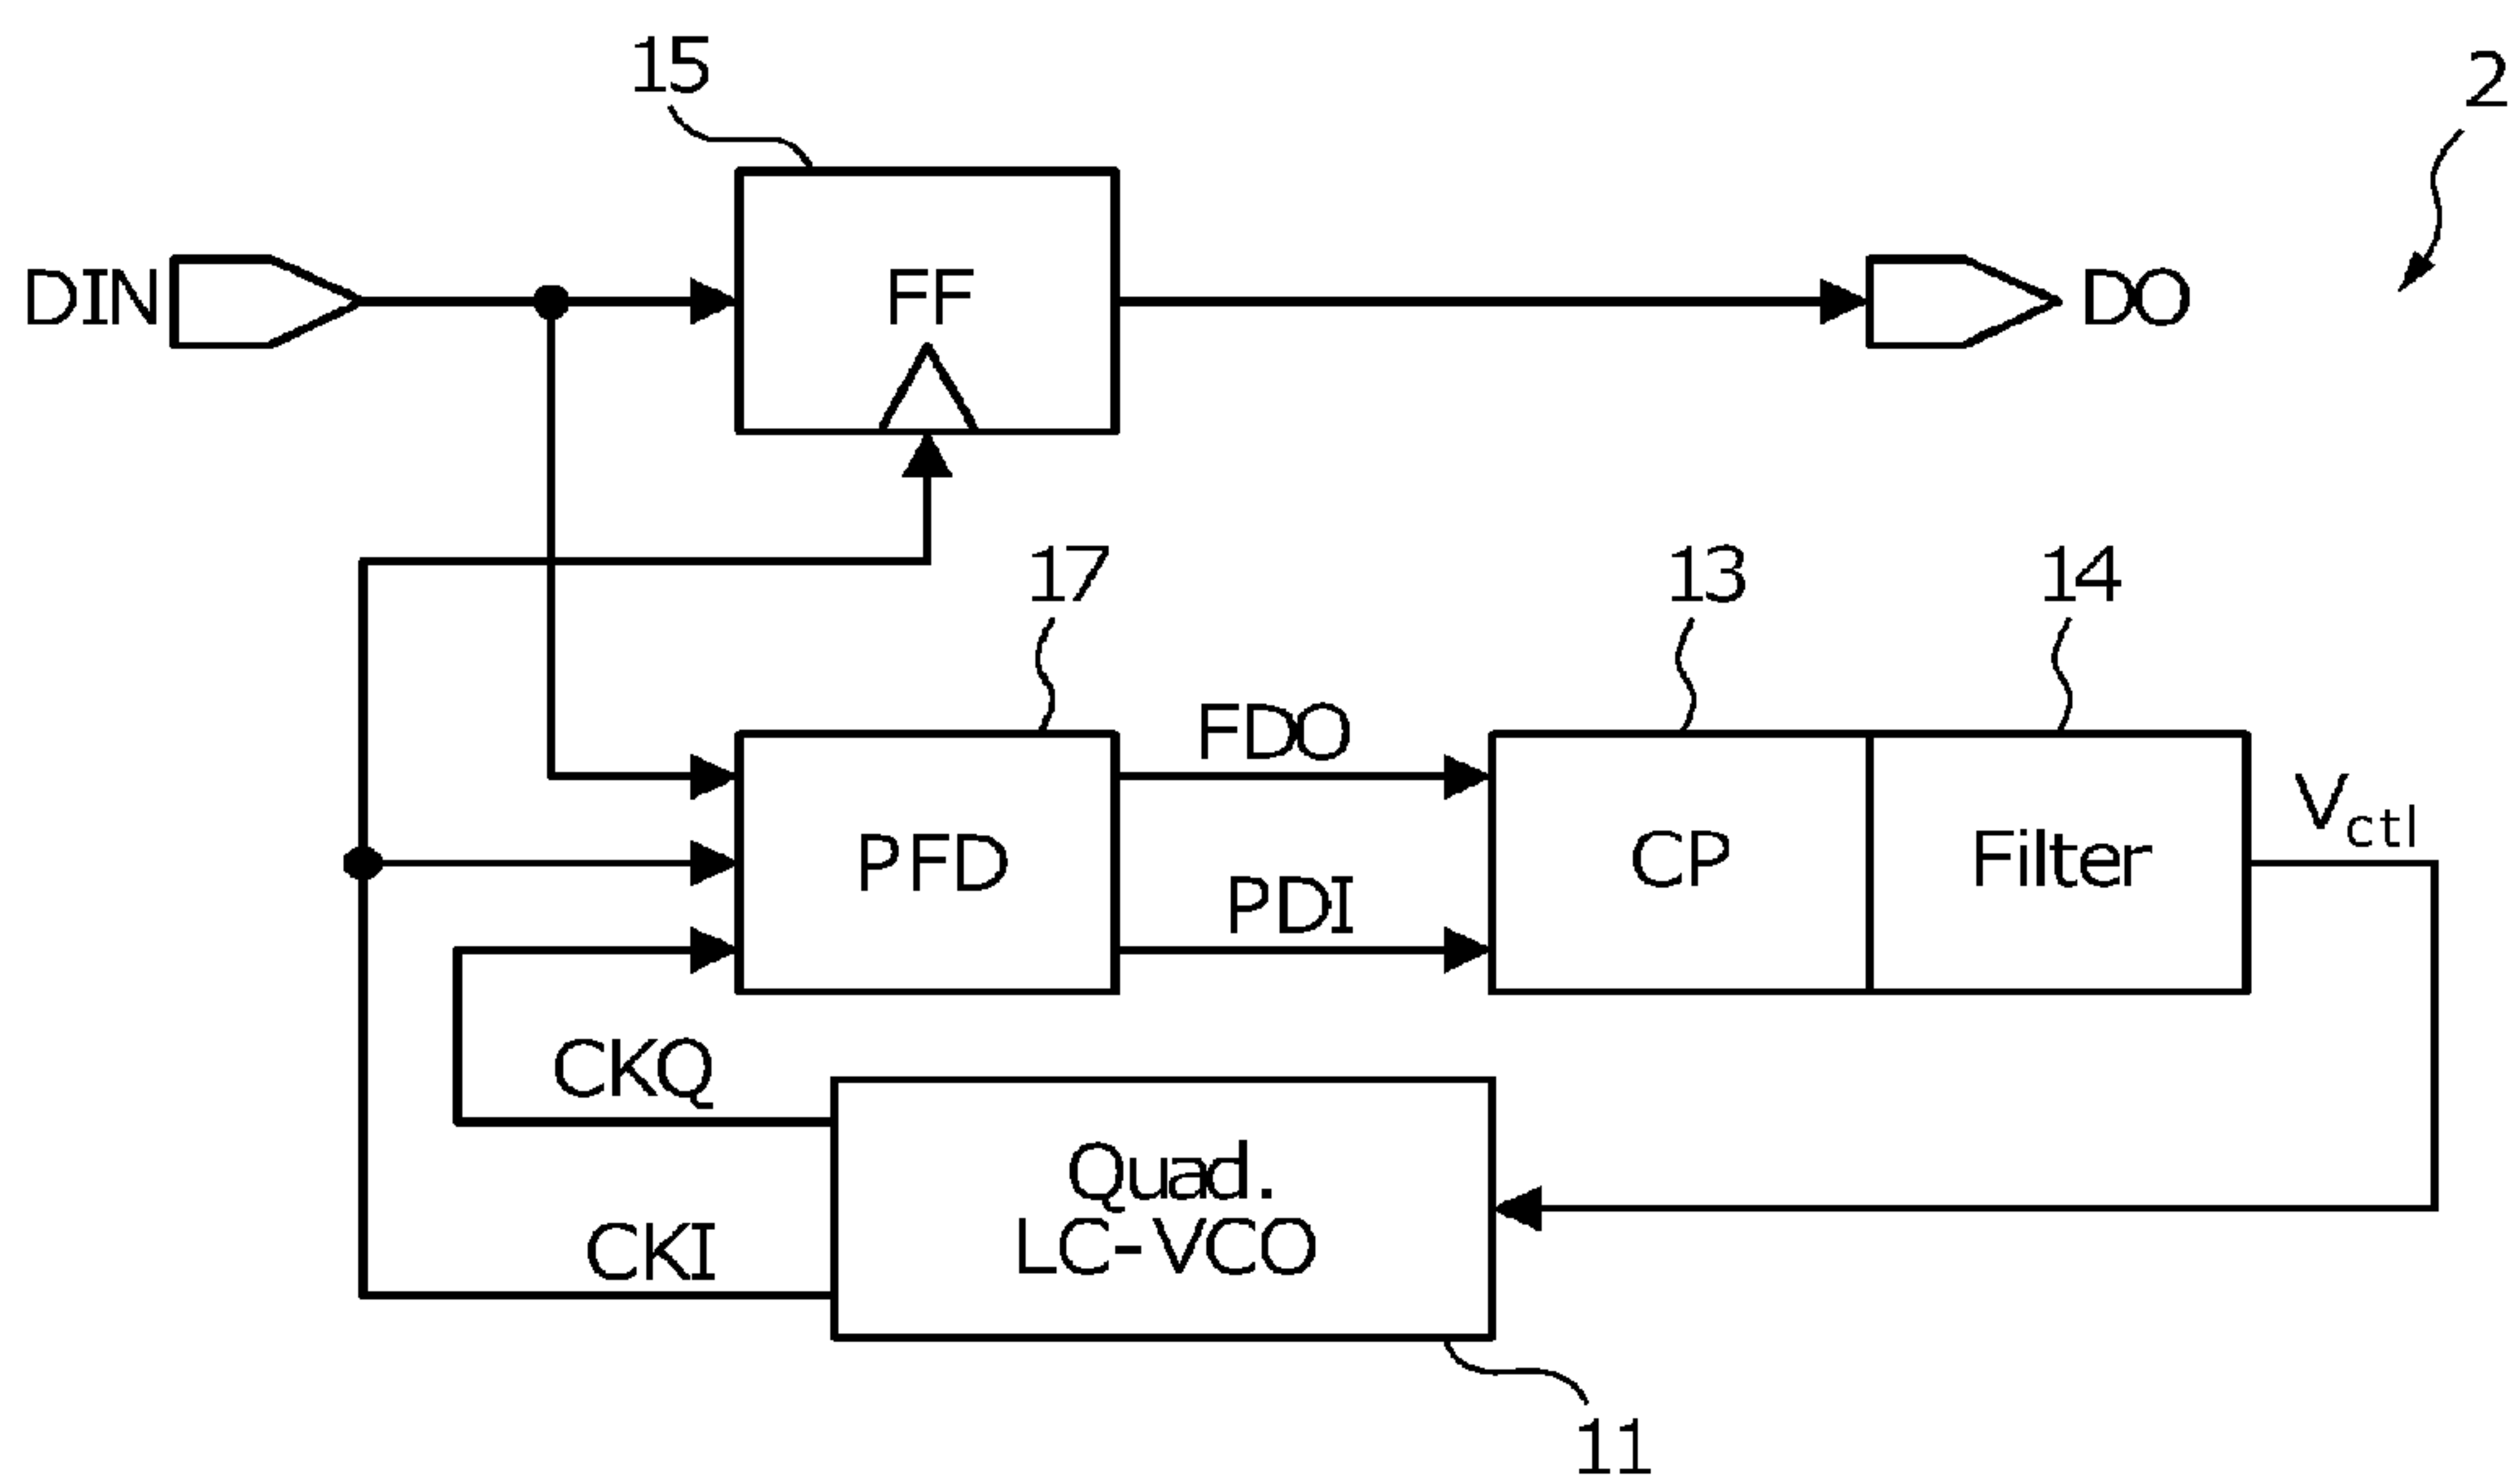 15
2
DIN
FF
DO
17
13
14
FDO
PFD
PDI
CP
Filter
Vctl
CKQ
Quad.
LC-VCO
CKI
11